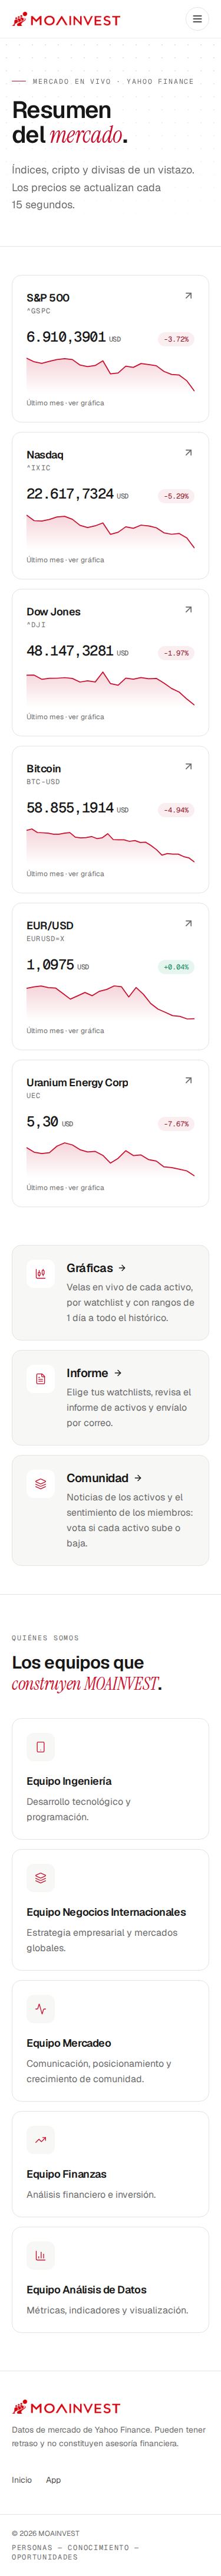 MOAINVEST
MERCADO EN VIVO · YAHOO FINANCE
Resumen
del mercado.
Índices, cripto y divisas de un vistazo.
Los precios se actualizan cada
15 segundos.
S&P 500
^GSPC
6.910,3901 USD
-3.72%
Último mes · ver gráfica
Nasdaq
^IXIC
22.617,7324 USD
-5.29%
Último mes · ver gráfica
Dow Jones
^DJI
48.147,3281 USD
-1.97%
Último mes · ver gráfica
Bitcoin
BTC-USD
58.855,1914 USD
-4.94%
Último mes · ver gráfica
EUR/USD
EURUSD=X
1,0975 USD
+0.04%
Último mes · ver gráfica
Uranium Energy Corp
UEC
5,30 USD
-7.67%
Último mes · ver gráfica
Gráficas →
Velas en vivo de cada activo,
por watchlist y con rangos de
1 día a todo el histórico.
Informe →
Elige tus watchlists, revisa el
informe de activos y envíalo
por correo.
Comunidad →
Noticias de los activos y el
sentimiento de los miembros:
vota si cada activo sube o
baja.
QUIÉNES SOMOS
Los equipos que
construyen MOAINVEST.
Equipo Ingeniería
Desarrollo tecnológico y
programación.
Equipo Negocios Internacionales
Estrategia empresarial y mercados
globales.
Equipo Mercadeo
Comunicación, posicionamiento y
crecimiento de comunidad.
Equipo Finanzas
Análisis financiero e inversión.
Equipo Análisis de Datos
Métricas, indicadores y visualización.
MOAINVEST
Datos de mercado de Yahoo Finance. Pueden tener
retraso y no constituyen asesoría financiera.
Inicio App
© 2026 MOAINVEST
PERSONAS — CONOCIMIENTO —
OPORTUNIDADES